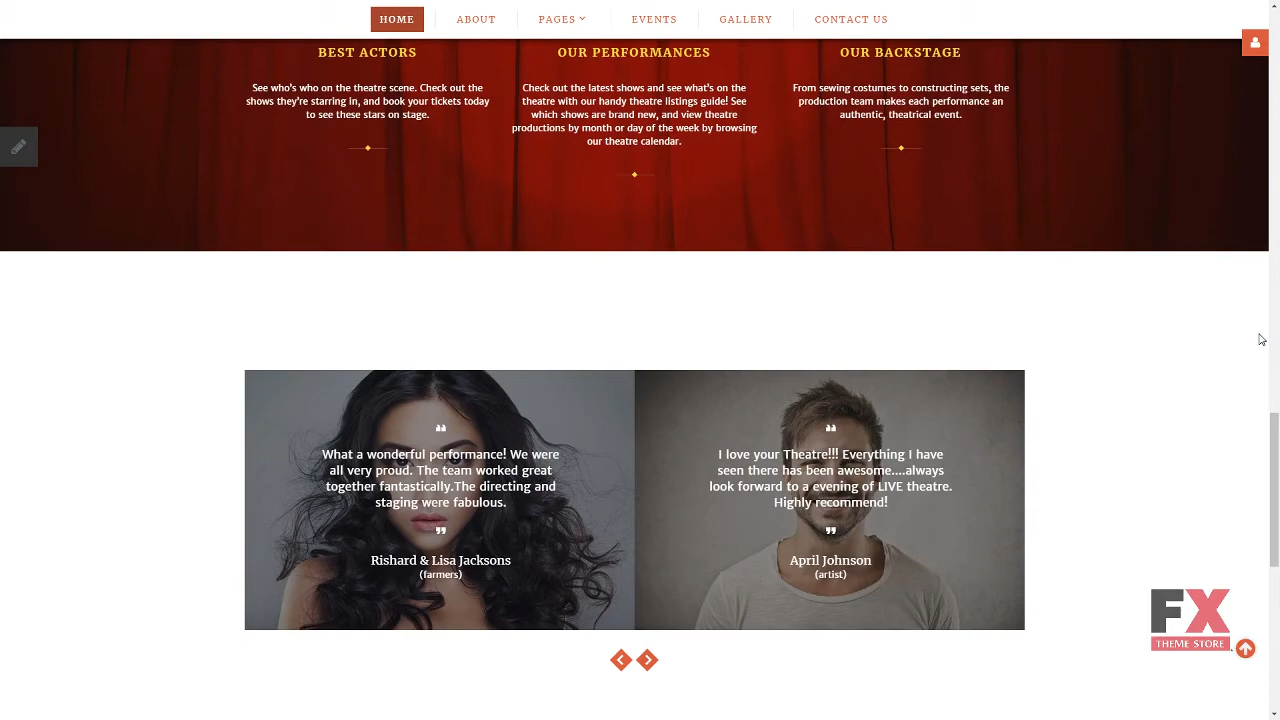 HOME ABOUT PAGES EVENTS GALLERY CONTACT US
BEST ACTORS
See who's who on the theatre scene. Check out the
shows they're starring in, and book your tickets today
to see these stars on stage.
OUR PERFORMANCES
Check out the latest shows and see what's on the
theatre with our handy theatre listings guide! See
which shows are brand new, and view theatre
productions by month or day of the week by browsing
our theatre calendar.
OUR BACKSTAGE
From sewing costumes to constructing sets, the
production team makes each performance an
authentic, theatrical event.
“
What a wonderful performance! We were
all very proud. The team worked great
together fantastically.The directing and
staging were fabulous.
”
Rishard & Lisa Jacksons
(farmers)
“
I love your Theatre!!! Everything I have
seen there has been awesome....always
look forward to a evening of LIVE theatre.
Highly recommend!
”
April Johnson
(artist)
FX
THEME STORE